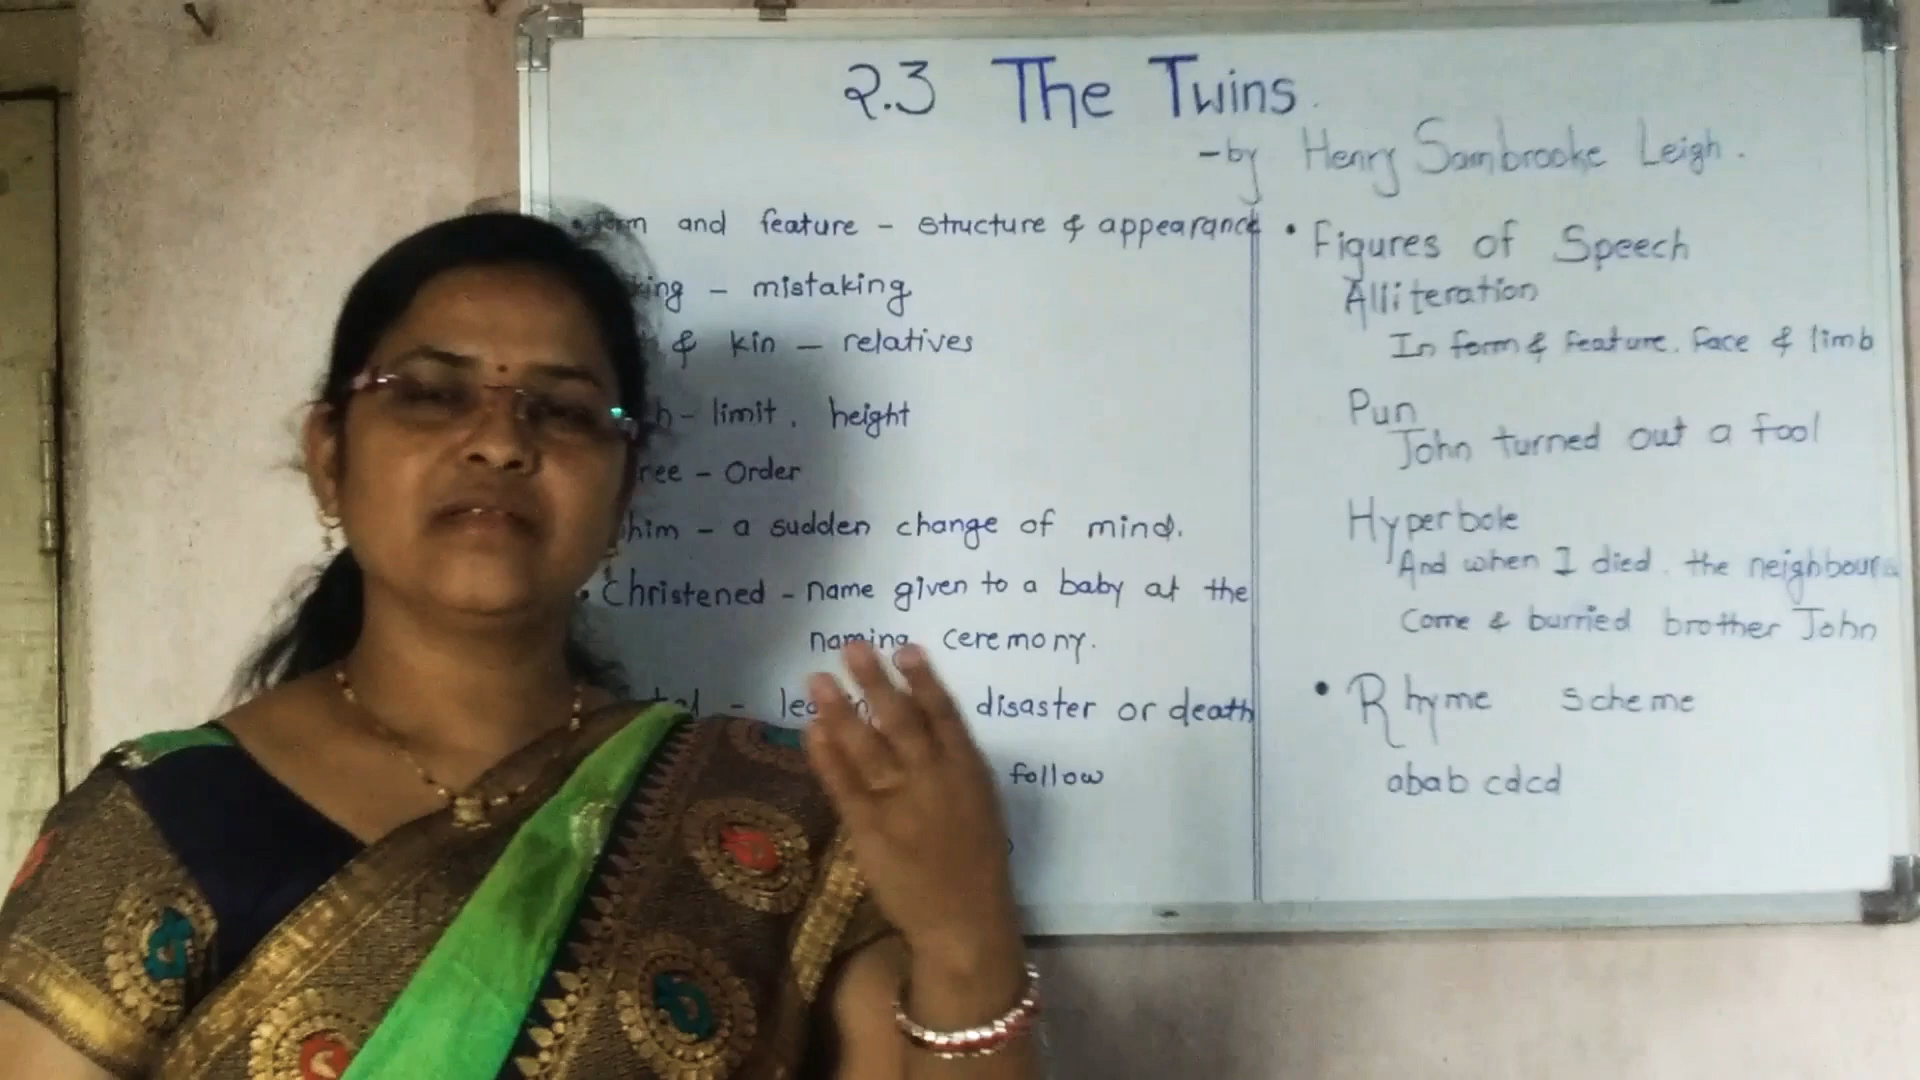 2.3 The Twins.
-by Henry Sambrooke Leigh.
and feature - structure & appearance
- mistaking
& kin - relatives
- limit, height
- Order
- a sudden change of mind.
• Christened - name given to a baby at the
naming ceremony.
- disaster or death
follow
• Figures of Speech
Alliteration
In form & feature. Face & limb
Pun
John turned out a fool
Hyperbole
And when I died, the neighbours
Come & burried brother John
• Rhyme Scheme
abab cdcd